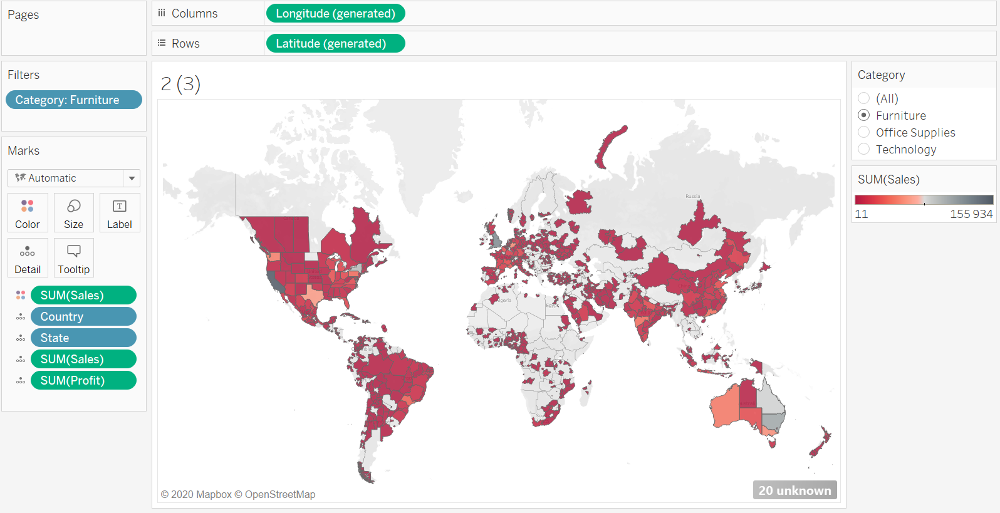 Pages
Columns
Longitude (generated)
Rows
Latitude (generated)
Filters
Category: Furniture
Marks
Automatic
Color
Size
Label
Detail
Tooltip
SUM(Sales)
Country
State
SUM(Sales)
SUM(Profit)
2 (3)
Russia
© 2020 Mapbox © OpenStreetMap
20 unknown
Category
(All)
Furniture
Office Supplies
Technology
SUM(Sales)
11 155 934